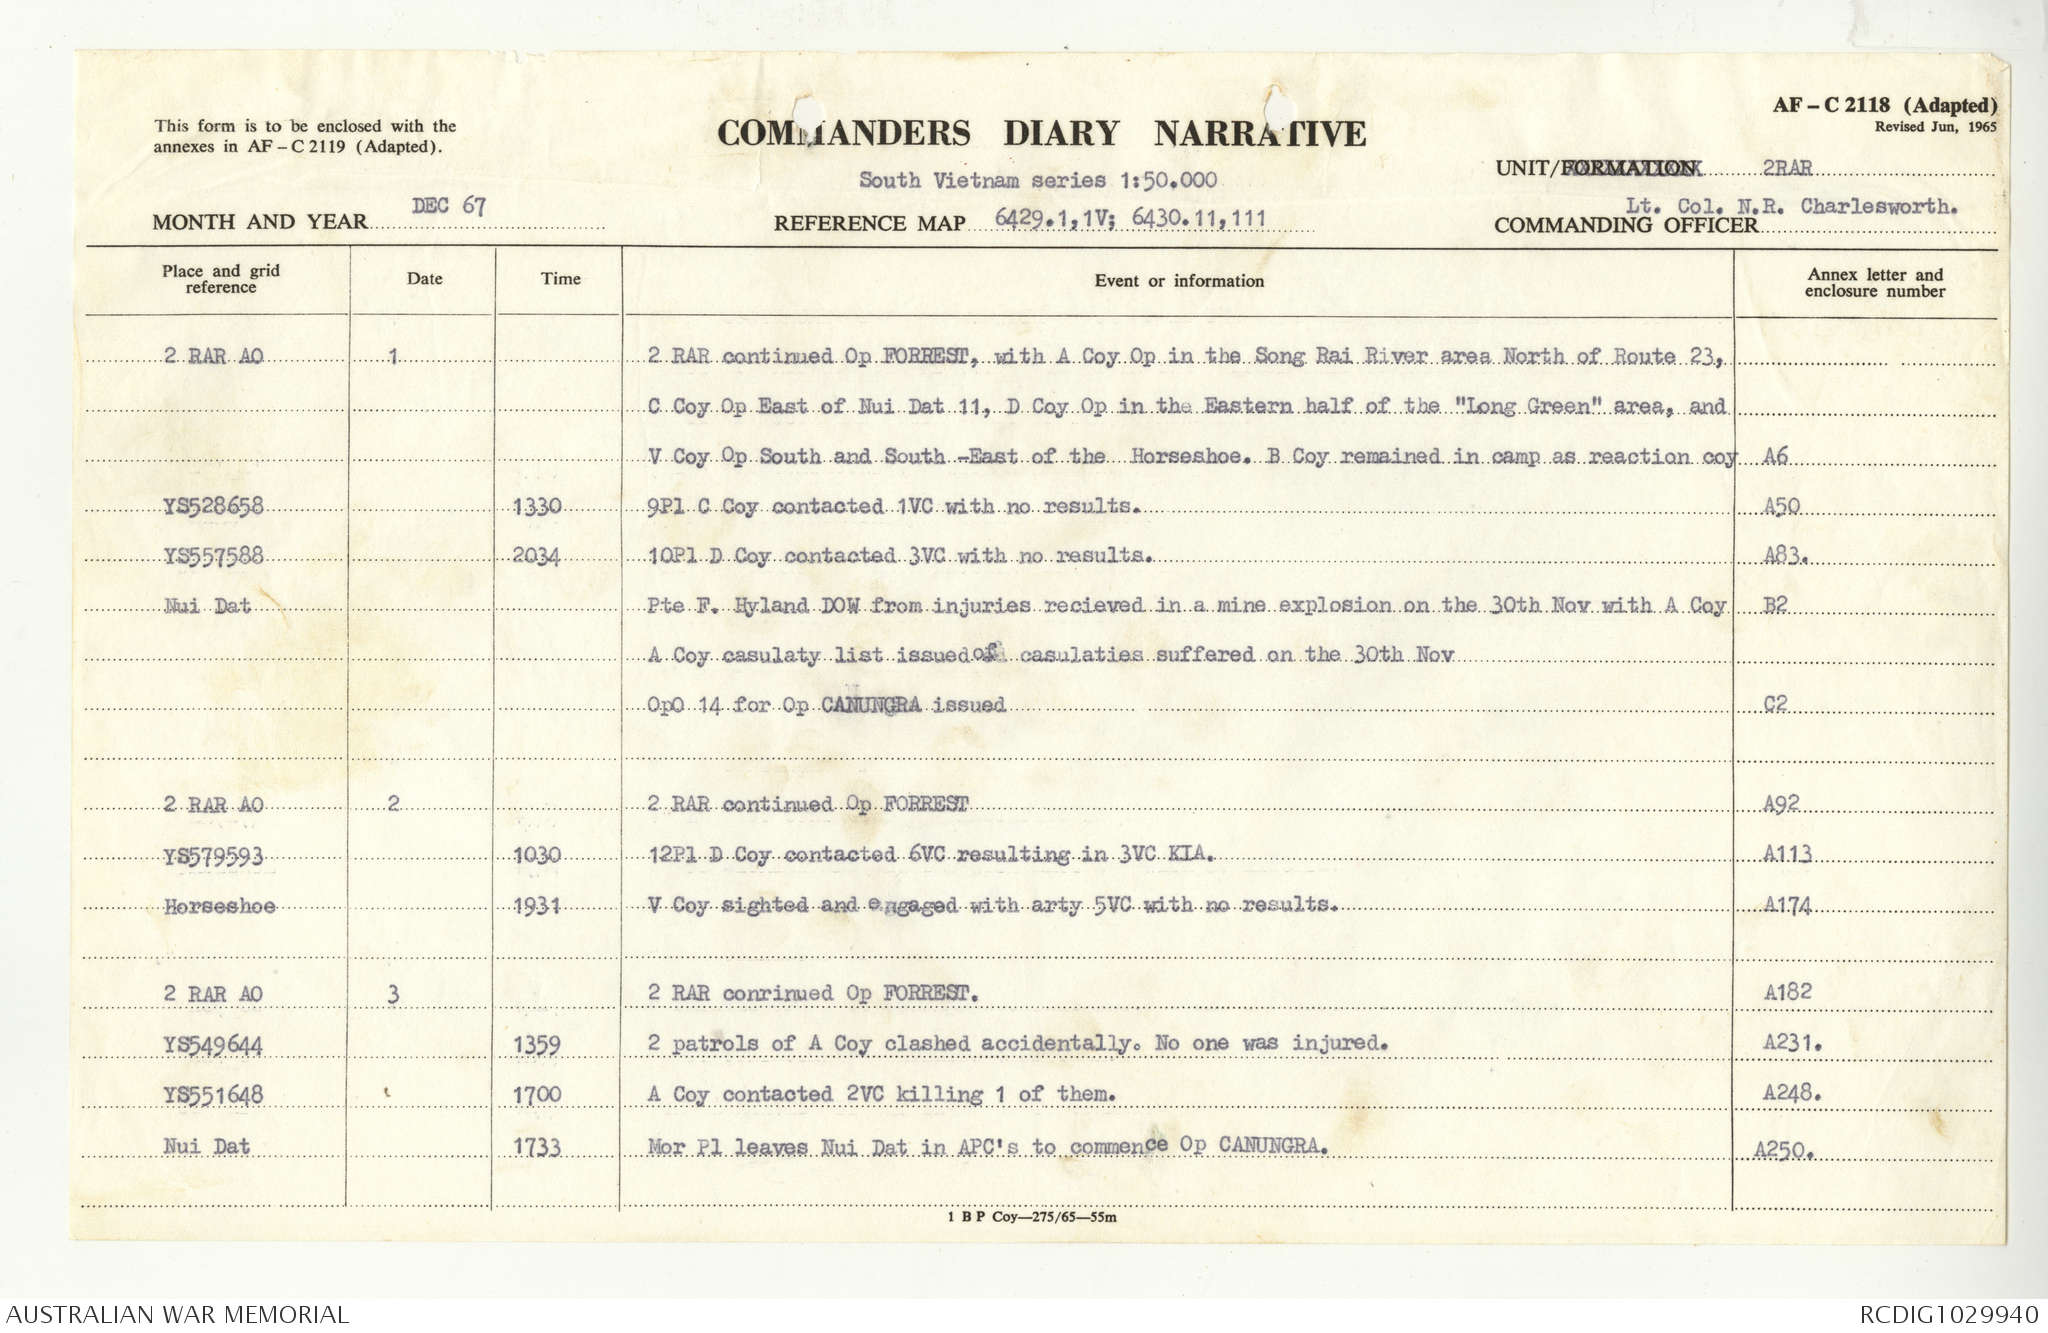 AF – C 2118 (Adapted)
Revised Jun, 1965
This form is to be enclosed with the
annexes in AF – C 2119 (Adapted).
COMMANDERS DIARY NARRATIVE
UNIT/FORMATION 2RAR
South Vietnam series 1:50.000
MONTH AND YEAR DEC 67
REFERENCE MAP 6429.1,1V; 6430.11,111
Lt. Col. N.R. Charlesworth.
COMMANDING OFFICER
Place and grid reference Date Time Event or information Annex letter and enclosure number
2 RAR AO 1 2 RAR continued Op FORREST, with A Coy Op in the Song Rai River area North of Route 23,
C Coy Op East of Nui Dat 11, D Coy Op in the Eastern half of the "Long Green" area, and
V Coy Op South and South -East of the Horseshoe. B Coy remained in camp as reaction coy A6
YS528658 1330 9Pl C Coy contacted 1VC with no results. A50
YS557588 2034 10Pl D Coy contacted 3VC with no results. A83.
Nui Dat Pte F. Hyland DOW from injuries recieved in a mine explosion on the 30th Nov with A Coy B2
A Coy casulaty list issued of casulaties suffered on the 30th Nov
OpO 14 for Op CANUNGRA issued C2
2 RAR AO 2 2 RAR continued Op FORREST A92
YS579593 1030 12Pl D Coy contacted 6VC resulting in 3VC KIA. A113
Horseshoe 1931 V Coy sighted and engaged with arty 5VC with no results. A174
2 RAR AO 3 2 RAR conrinued Op FORREST. A182
YS549644 1359 2 patrols of A Coy clashed accidentally. No one was injured. A231.
YS551648 1700 A Coy contacted 2VC killing 1 of them. A248.
Nui Dat 1733 Mor Pl leaves Nui Dat in APC's to commence Op CANUNGRA. A250.
1 B P Coy—275/65—55m
AUSTRALIAN WAR MEMORIAL RCDIG1029940